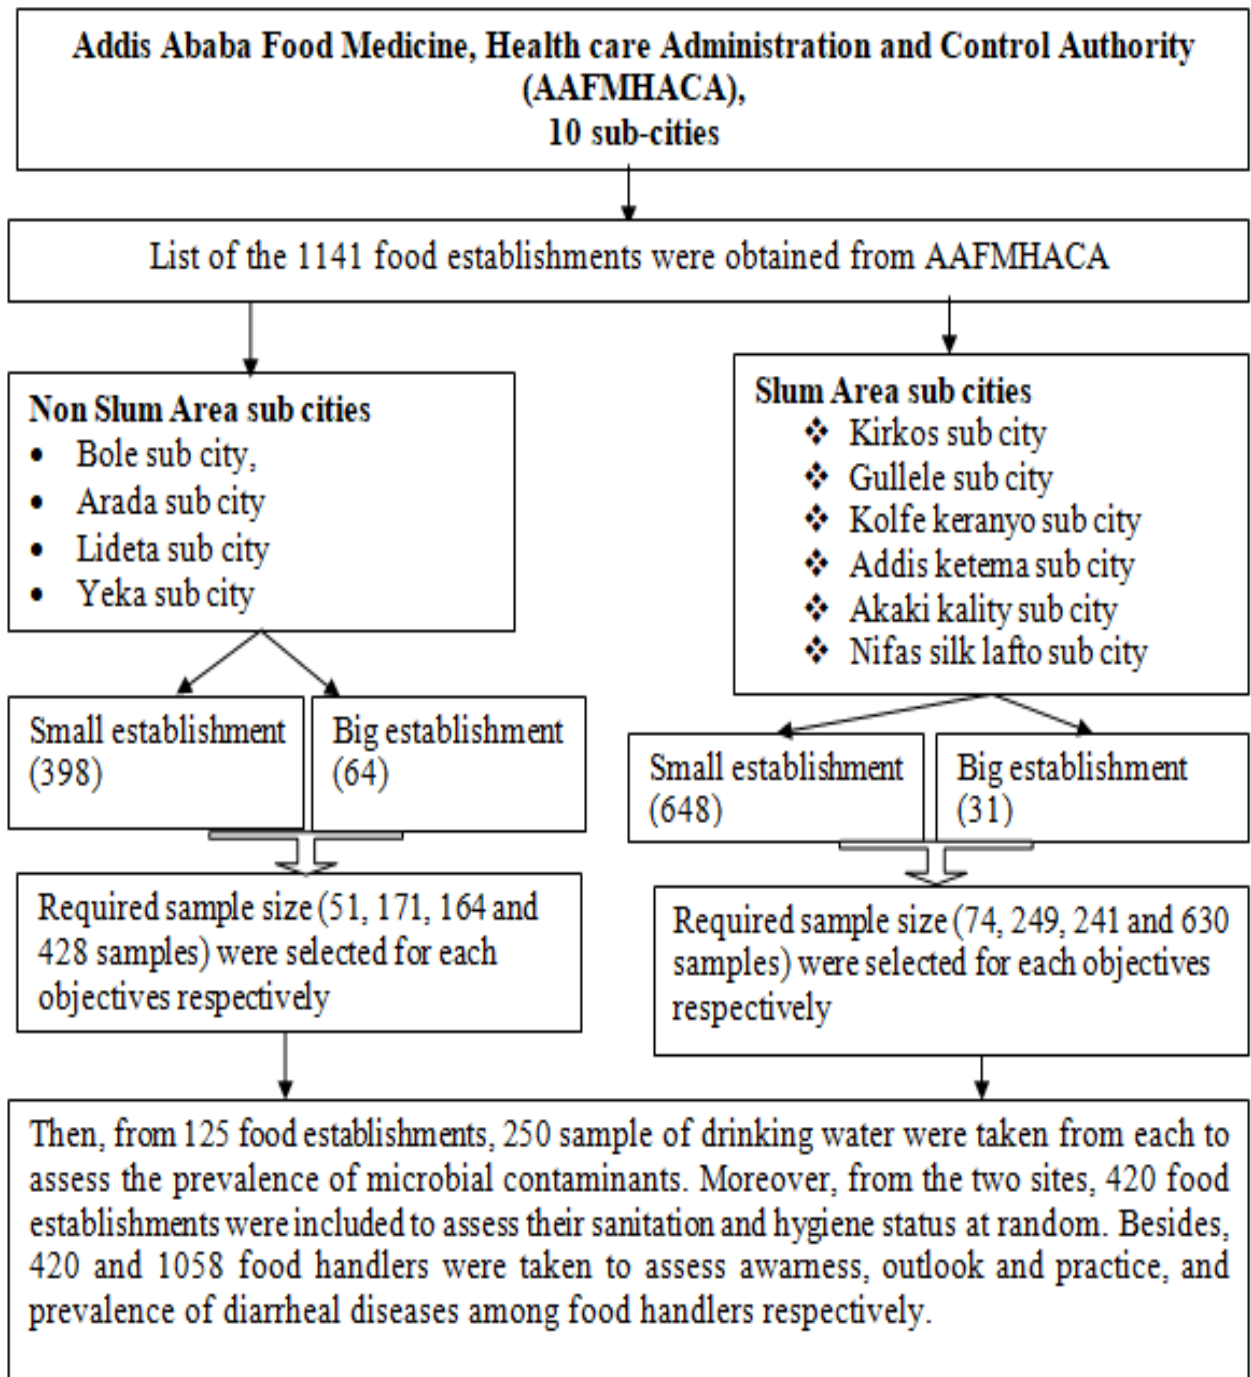 Addis Ababa Food Medicine, Health care Administration and Control Authority
(AAFMHACA),
10 sub-cities
List of the 1141 food establishments were obtained from AAFMHACA
Non Slum Area sub cities
• Bole sub city,
• Arada sub city
• Lideta sub city
• Yeka sub city
Slum Area sub cities
❖ Kirkos sub city
❖ Gullele sub city
❖ Kolfe keranyo sub city
❖ Addis ketema sub city
❖ Akaki kality sub city
❖ Nifas silk lafto sub city
Small establishment
(398)
Big establishment
(64)
Small establishment
(648)
Big establishment
(31)
Required sample size (51, 171, 164 and
428 samples) were selected for each
objectives respectively
Required sample size (74, 249, 241 and 630
samples) were selected for each objectives
respectively
Then, from 125 food establishments, 250 sample of drinking water were taken from each to
assess the prevalence of microbial contaminants. Moreover, from the two sites, 420 food
establishments were included to assess their sanitation and hygiene status at random. Besides,
420 and 1058 food handlers were taken to assess awarness, outlook and practice, and
prevalence of diarrheal diseases among food handlers respectively.